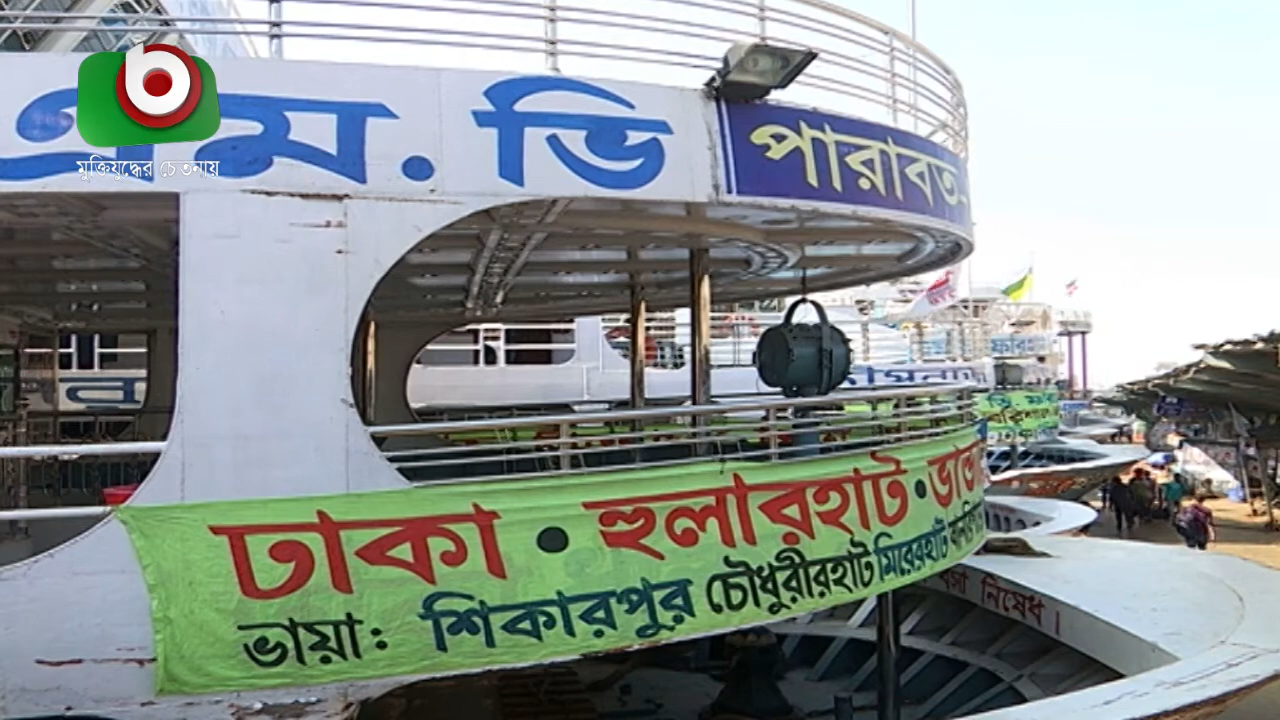 এম.ভি পারাবত
মুক্তিযুদ্ধের চেতনায়
ঢাকা • হুলারহাট •
ভায়া: শিকারপুর চৌধুরীরহাট মিরেরহাট
নিষেধ।